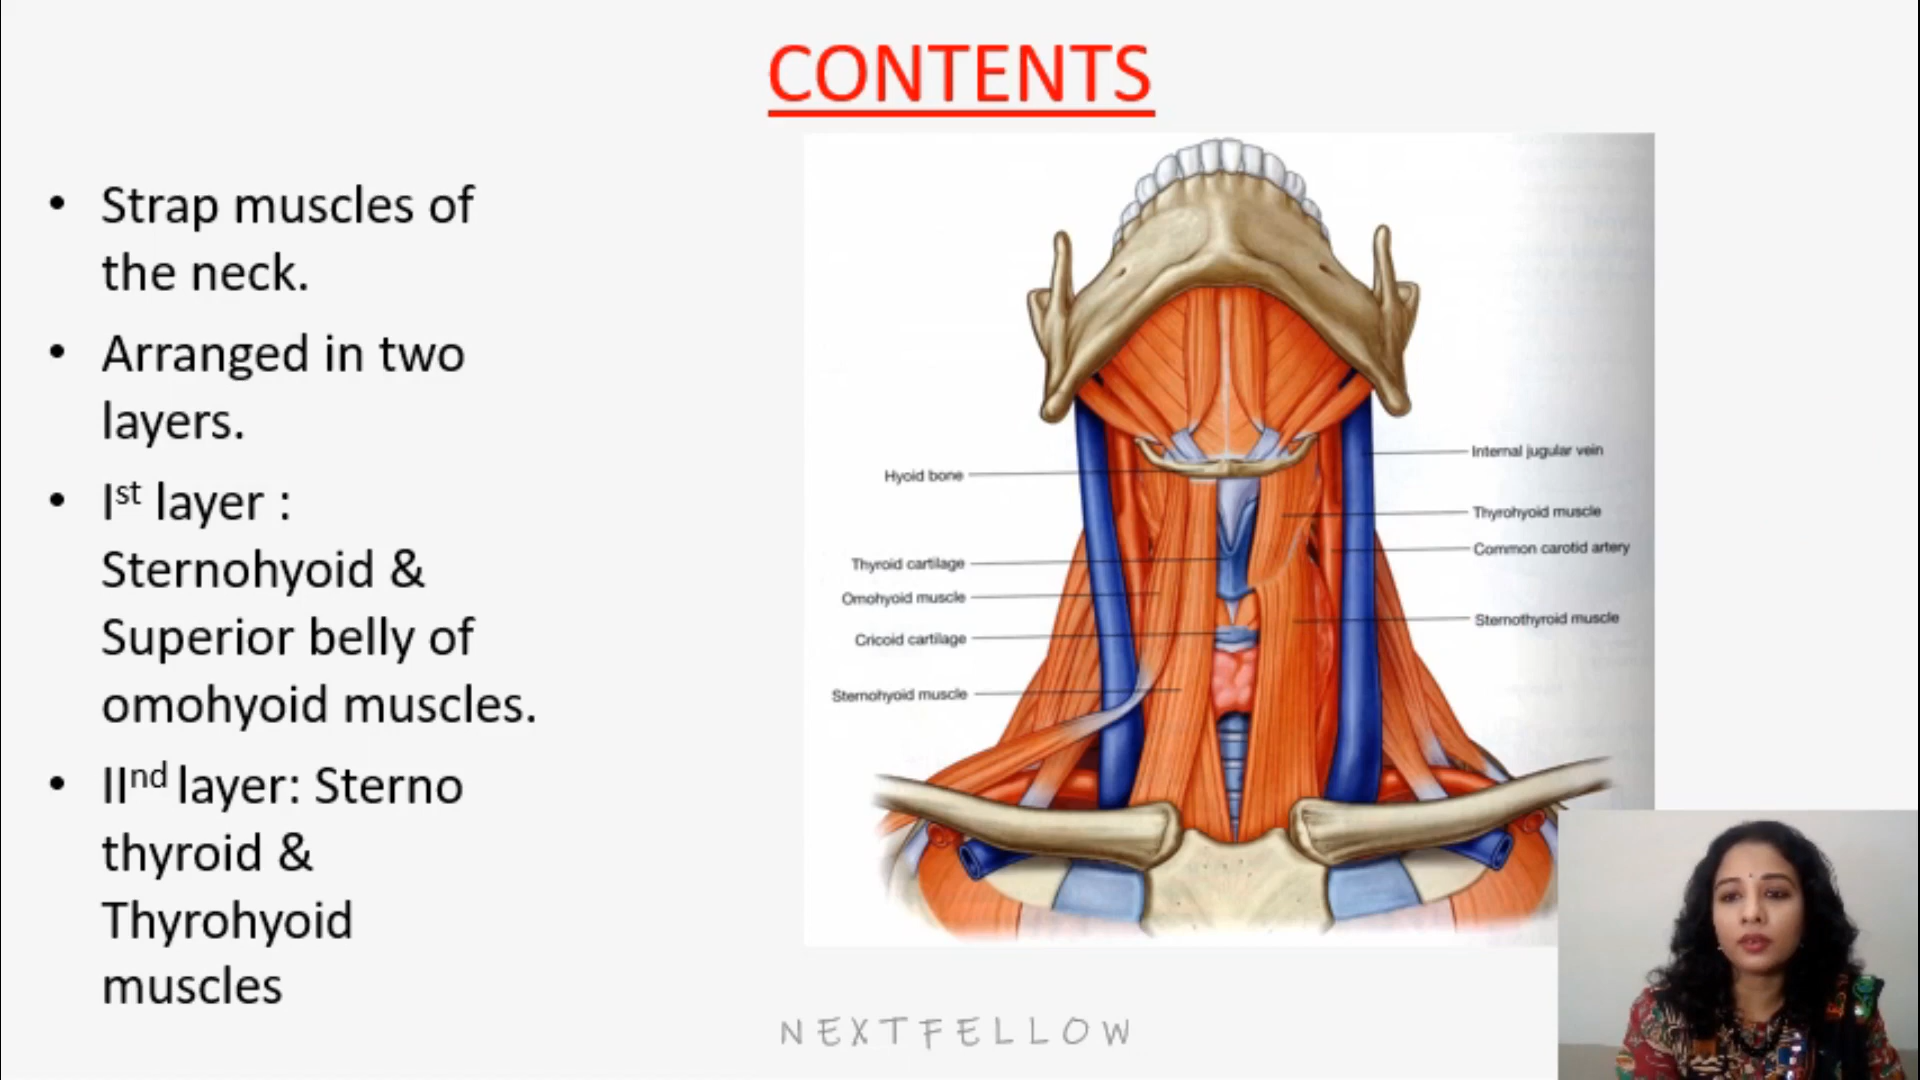 CONTENTS
• Strap muscles of
the neck.
• Arranged in two
layers.
• Ist layer :
Sternohyoid &
Superior belly of
omohyoid muscles.
• IInd layer: Sterno
thyroid &
Thyrohyoid
muscles
Hyoid bone
Thyroid cartilage
Omohyoid muscle
Cricoid cartilage
Sternohyoid muscle
Internal jugular vein
Thyrohyoid muscle
Common carotid artery
Sternothyroid muscle
NEXTFELLOW